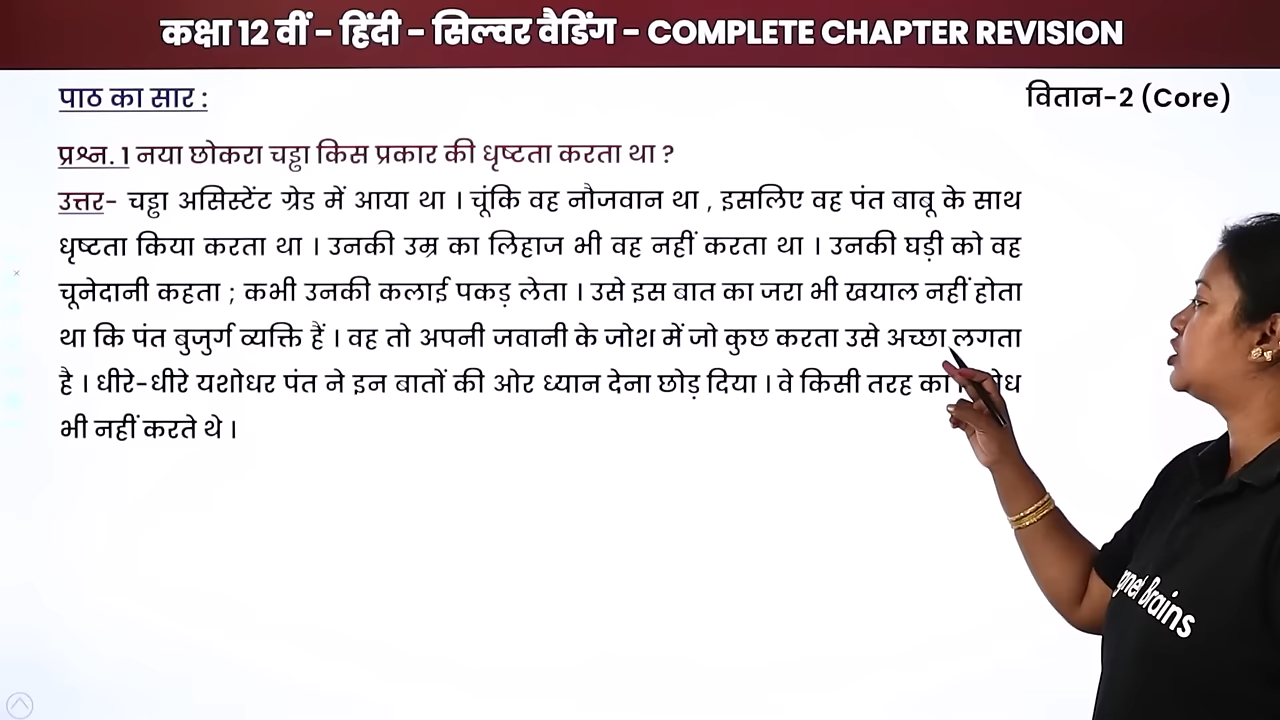 कक्षा 12 वीं - हिंदी - सिल्वर वैडिंग - COMPLETE CHAPTER REVISION
पाठ का सार :
वितान-2 (Core)
प्रश्न. 1 नया छोकरा चड्ढा किस प्रकार की धृष्टता करता था ?
उत्तर- चड्ढा असिस्टेंट ग्रेड में आया था । चूंकि वह नौजवान था , इसलिए वह पंत बाबू के साथ
धृष्टता किया करता था । उनकी उम्र का लिहाज भी वह नहीं करता था । उनकी घड़ी को वह
चूनेदानी कहता ; कभी उनकी कलाई पकड़ लेता । उसे इस बात का जरा भी खयाल नहीं होता
था कि पंत बुजुर्ग व्यक्ति हैं । वह तो अपनी जवानी के जोश में जो कुछ करता उसे अच्छा लगता
है । धीरे-धीरे यशोधर पंत ने इन बातों की ओर ध्यान देना छोड़ दिया । वे किसी तरह का
भी नहीं करते थे ।
Brains